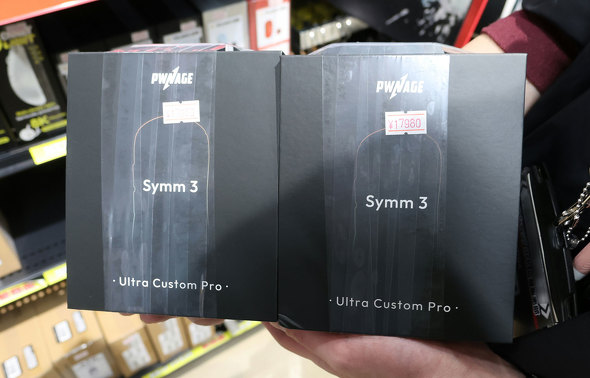 PWNAGE
Symm 3
· Ultra Custom Pro ·
PWNAGE
¥17980
Symm 3
· Ultra Custom Pro ·